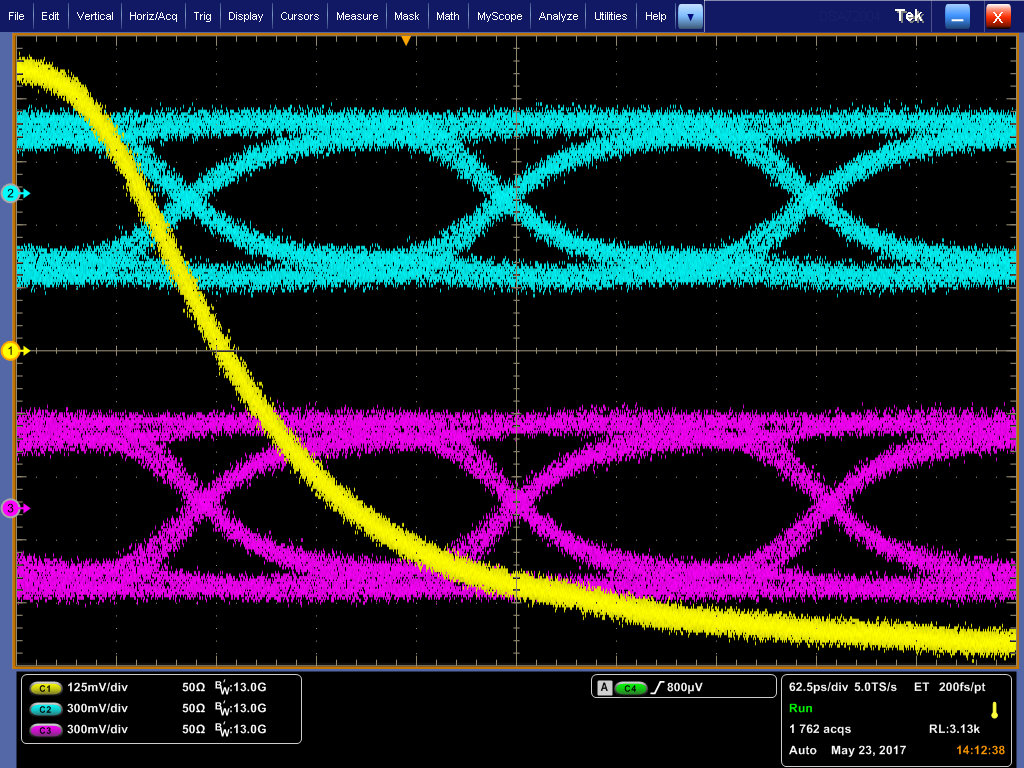 File Edit Vertical Horiz/Acq Trig Display Cursors Measure Mask Math MyScope Analyze Utilities Help Tek X
2
1
3
C1 125mV/div 50Ω B'W:13.0G
C2 300mV/div 50Ω B'W:13.0G
C3 300mV/div 50Ω B'W:13.0G
A C4 800µV
62.5ps/div 5.0TS/s ET 200fs/pt
Run
1 762 acqs RL:3.13k
Auto May 23, 2017 14:12:38